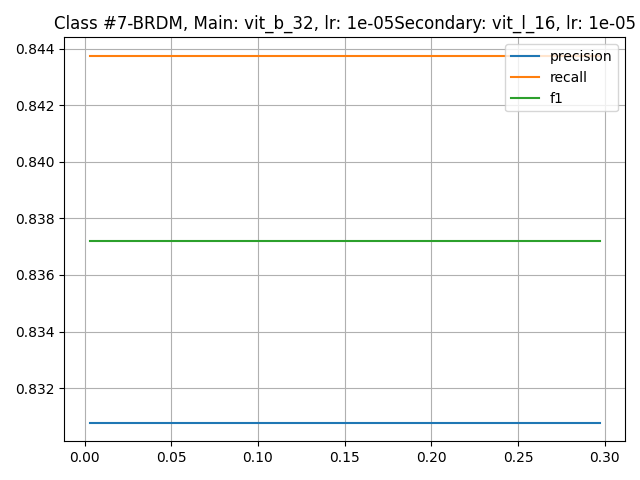 Class #7-BRDM, Main: vit_b_32, lr: 1e-05Secondary: vit_l_16, lr: 1e-05
precision
recall
f1
0.844
0.842
0.840
0.838
0.836
0.834
0.832
0.00 0.05 0.10 0.15 0.20 0.25 0.30